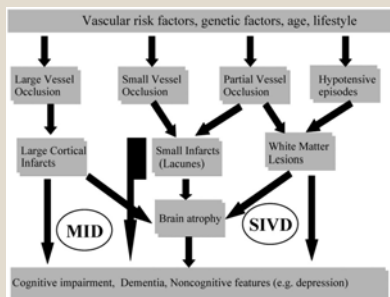 Vascular risk factors, genetic factors, age, lifestyle
Large Vessel
Occlusion
Small Vessel
Occlusion
Partial Vessel
Occlusion
Hypotensive
episodes
Large Cortical
Infarcts
Small Infarcts
(Lacunes)
White Matter
Lesions
MID
Brain atrophy
SIVD
Cognitive impairment, Dementia, Noncognitive features (e.g. depression)